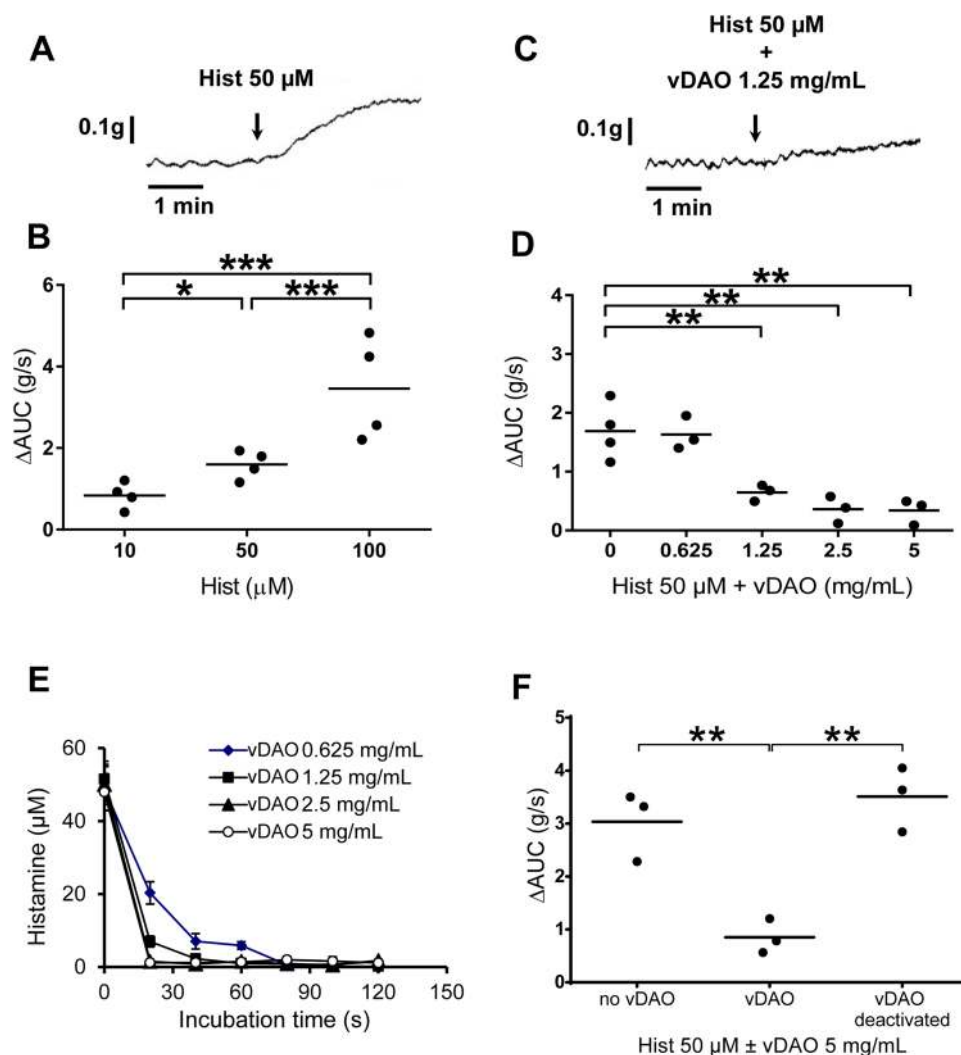 A
Hist 50 µM
0.1g
1 min
C
Hist 50 µM
+
vDAO 1.25 mg/mL
0.1g
1 min
B
***
* ***
6
4
2
0
ΔAUC (g/s)
10 50 100
Hist (µM)
D
**
**
**
4
3
2
1
0
ΔAUC (g/s)
0 0.625 1.25 2.5 5
Hist 50 µM + vDAO (mg/mL)
E
60
40
20
0
Histamine (µM)
vDAO 0.625 mg/mL
vDAO 1.25 mg/mL
vDAO 2.5 mg/mL
vDAO 5 mg/mL
0 30 60 90 120 150
Incubation time (s)
F
** **
5
4
3
2
1
0
ΔAUC (g/s)
no vDAO vDAO vDAO
deactivated
Hist 50 µM ± vDAO 5 mg/mL